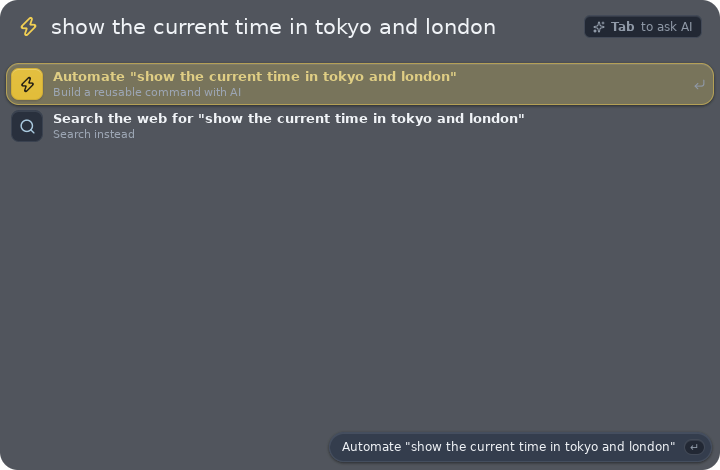 show the current time in tokyo and london
Tab to ask AI
Automate "show the current time in tokyo and london"
Build a reusable command with AI
Search the web for "show the current time in tokyo and london"
Search instead
Automate "show the current time in tokyo and london"